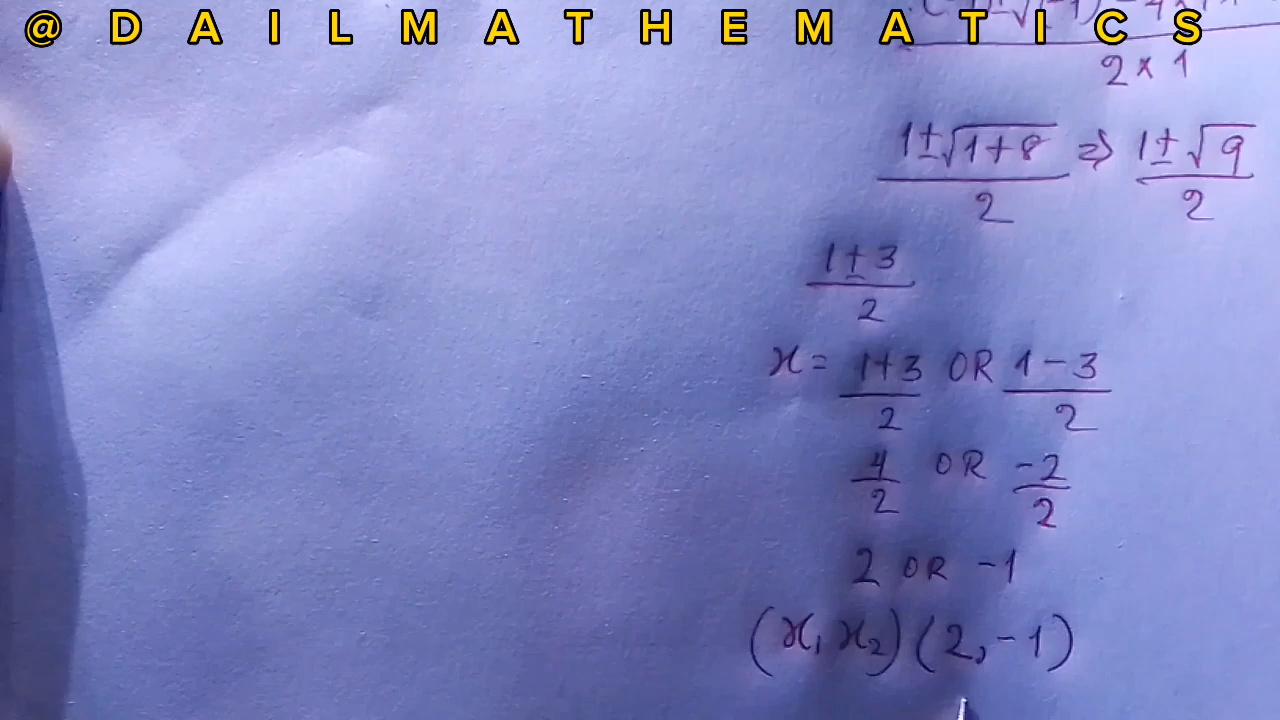 @DAILMATHEMATICS
2 × 1
1±√1+8 ⇒ 1±√9
2 2
1±3
2
x = 1+3 OR 1-3
2 2
4 OR -2
2 2
2 OR -1
(x₁ x₂) (2, -1)